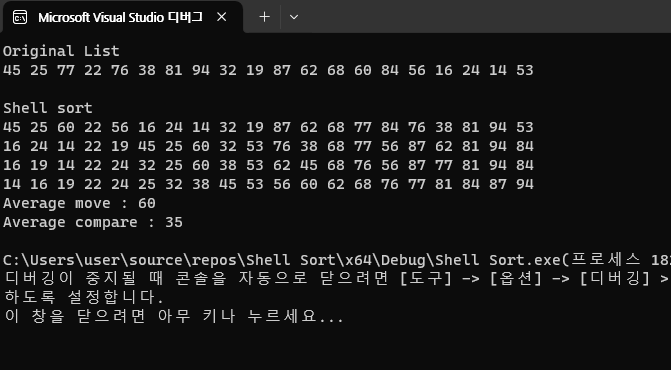 Microsoft Visual Studio 디버그
Original List
45 25 77 22 76 38 81 94 32 19 87 62 68 60 84 56 16 24 14 53
Shell sort
45 25 60 22 56 16 24 14 32 19 87 62 68 77 84 76 38 81 94 53
16 24 14 22 19 45 25 60 32 53 76 38 68 77 56 87 62 81 94 84
16 19 14 22 24 32 25 60 38 53 62 45 68 76 56 87 77 81 94 84
14 16 19 22 24 25 32 38 45 53 56 60 62 68 76 77 81 84 87 94
Average move : 60
Average compare : 35
C:\Users\user\source\repos\Shell Sort\x64\Debug\Shell Sort.exe(프로세스
디버깅이 중지될 때 콘솔을 자동으로 닫으려면 [도구] -> [옵션] -> [디버깅] >
하도록 설정합니다.
이 창을 닫으려면 아무 키나 누르세요...